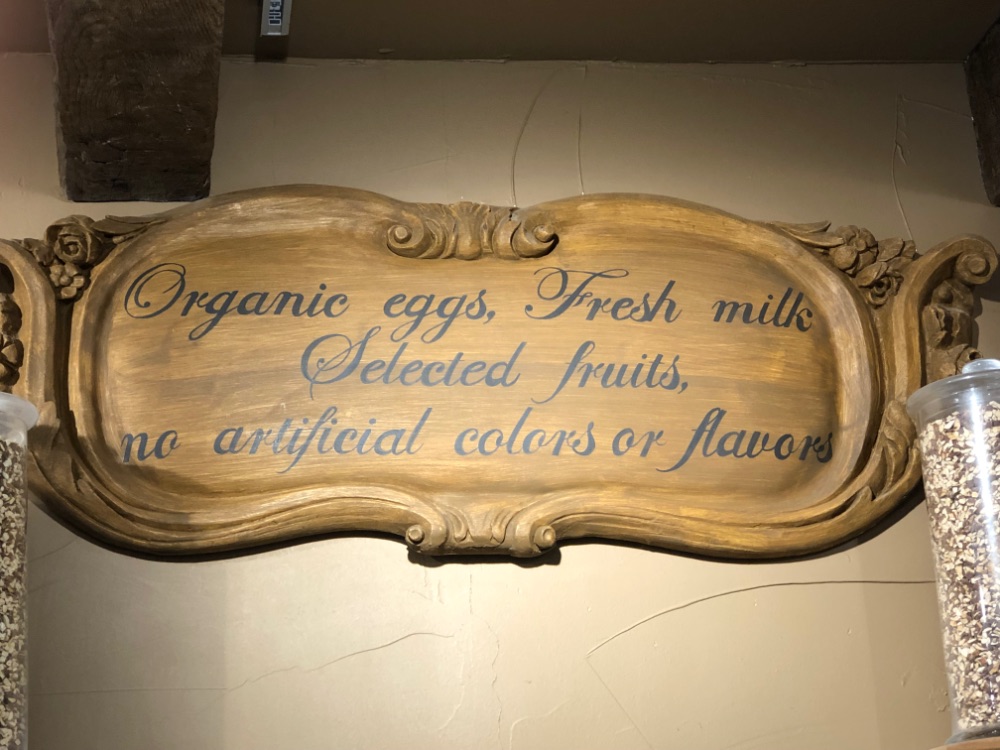 Organic eggs, Fresh milk
Selected fruits,
no artificial colors or flavors